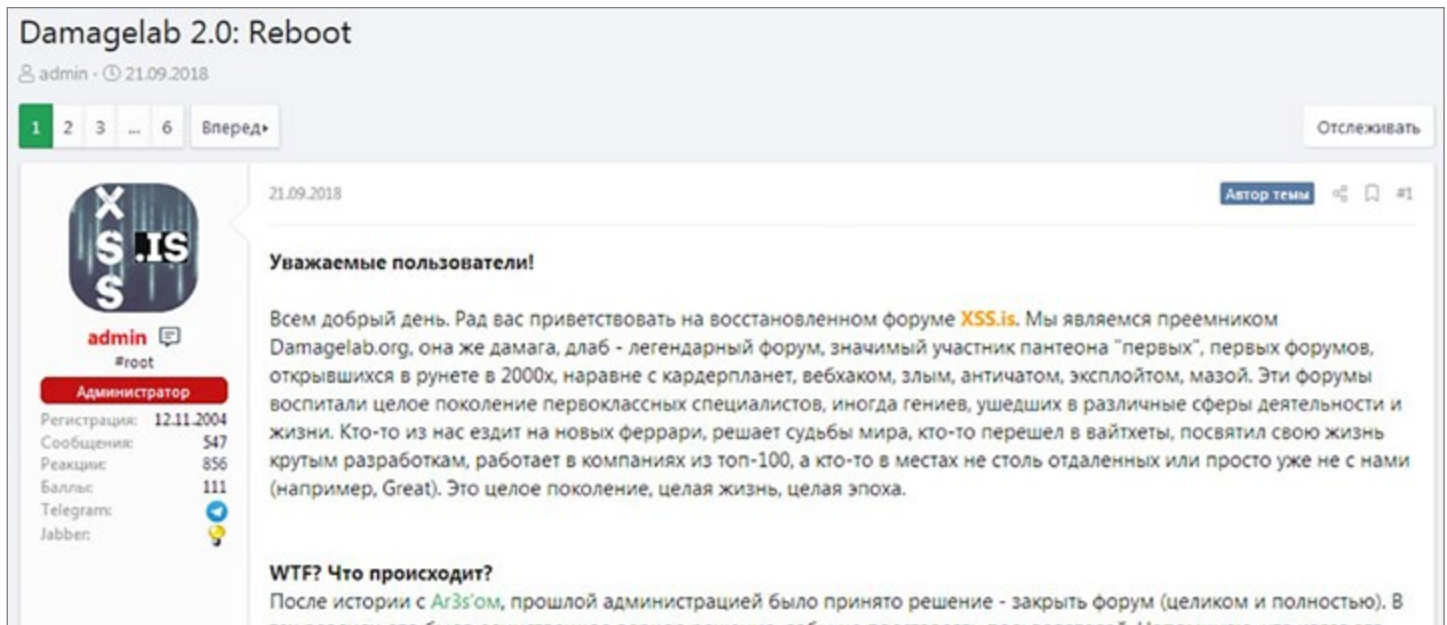 Damagelab 2.0: Reboot
admin · 21.09.2018
1 2 3 ... 6 Вперед
Отслеживать
XSS .IS
admin
#root
Администратор
Регистрация: 12.11.2004
Сообщения: 547
Реакции: 856
Баллы: 111
Telegram:
Jabber:
21.09.2018
Автор темы #1
Уважаемые пользователи!
Всем добрый день. Рад вас приветствовать на восстановленном форуме XSS.is. Мы являемся преемником
Damagelab.org, она же дамага, длаб - легендарный форум, значимый участник пантеона "первых", первых форумов,
открывшихся в рунете в 2000х, наравне с кардерпланет, вебхаком, злым, античатом, эксплойтом, мазой. Эти форумы
воспитали целое поколение первоклассных специалистов, иногда гениев, ушедших в различные сферы деятельности и
жизни. Кто-то из нас ездит на новых феррари, решает судьбы мира, кто-то перешел в вайтхеты, посвятил свою жизнь
крутым разработкам, работает в компаниях из топ-100, а кто-то в местах не столь отдаленных или просто уже не с нами
(например, Great). Это целое поколение, целая жизнь, целая эпоха.
WTF? Что происходит?
После истории с Ar3s'ом, прошлой администрацией было принято решение - закрыть форум (целиком и полностью). В